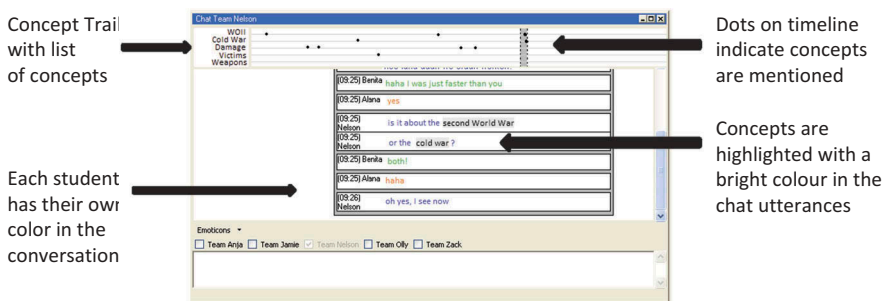 Concept Trail
with list
of concepts
Each student
has their own
color in the
conversation
Chat Team Nelson
WOII
Cold War
Damage
Victims
Weapons
(09:25) Benita haha I was just faster than you
(09:25) Alana yes
(09:25)
Nelson is it about the second World War
(09:25)
Nelson or the cold war ?
(09:25) Benita both!
(09:25) Alana haha
(09:26)
Nelson oh yes, I see now
Emoticons
Team Anja Team Jamie Team Nelson Team Olly Team Zack
Dots on timeline
indicate concepts
are mentioned
Concepts are
highlighted with a
bright colour in the
chat utterances